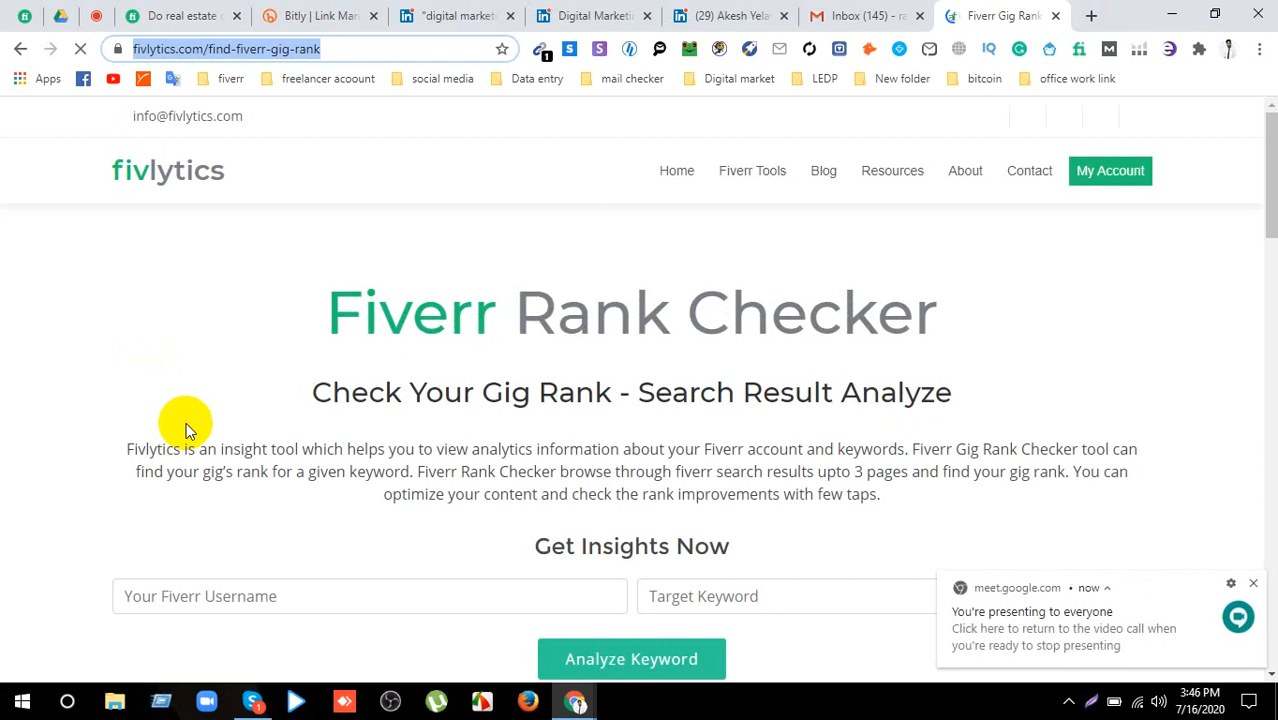 Do real estate c
Bitly | Link Man
"digital market
Digital Marketin
(29) Akesh Yela
Inbox (145) - ra
Fiverr Gig Rank
fivlytics.com/find-fiverr-gig-rank
1
Apps
fiverr
freelancer acount
social media
Data entry
mail checker
Digital market
LEDP
New folder
bitcoin
office work link
info@fivlytics.com
fivlytics
Home
Fiverr Tools
Blog
Resources
About
Contact
My Account
Fiverr Rank Checker
Check Your Gig Rank - Search Result Analyze
Fivlytics is an insight tool which helps you to view analytics information about your Fiverr account and keywords. Fiverr Gig Rank Checker tool can
find your gig's rank for a given keyword. Fiverr Rank Checker browse through fiverr search results upto 3 pages and find your gig rank. You can
optimize your content and check the rank improvements with few taps.
Get Insights Now
Your Fiverr Username
Target Keyword
Analyze Keyword
meet.google.com • now
You're presenting to everyone
Click here to return to the video call when
you're ready to stop presenting
1
3:46 PM
7/16/2020